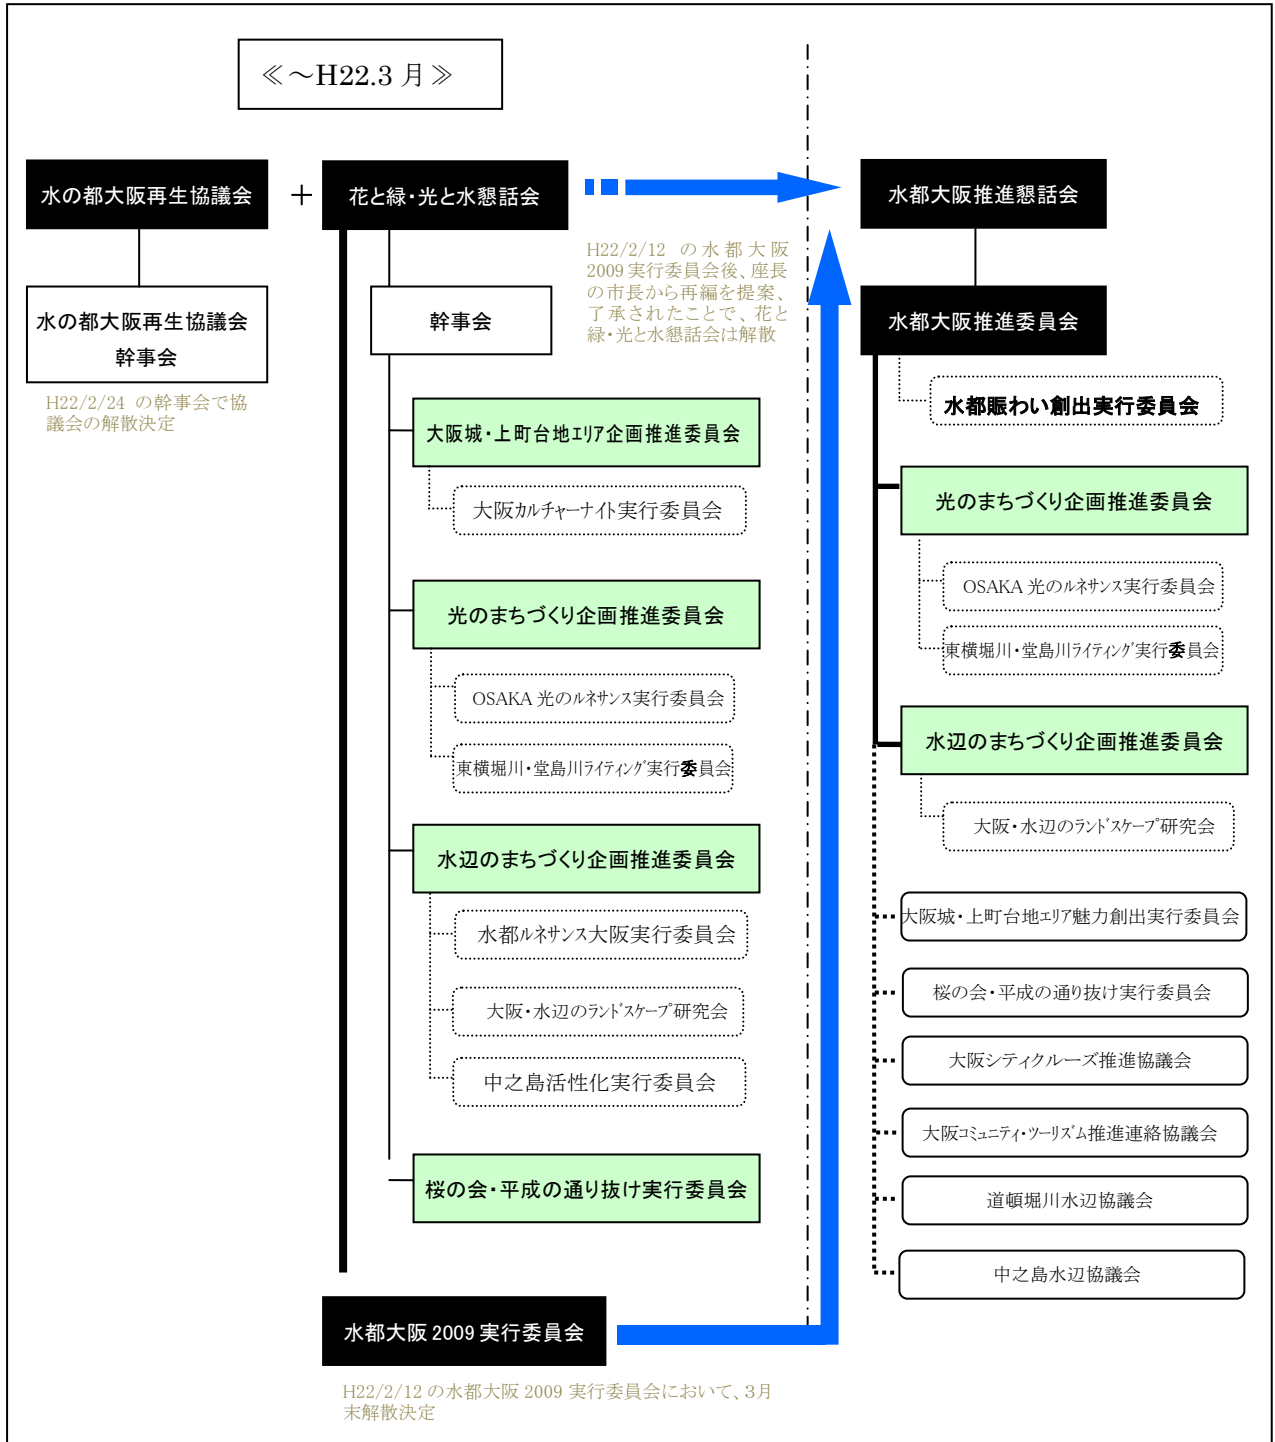 ≪～H22.3 月≫
水の都大阪再生協議会
＋
花と緑・光と水懇話会
水の都大阪再生協議会
幹事会
H22/2/24 の幹事会で協
議会の解散決定
幹事会
H22/2/12 の水都大阪
2009 実行委員会後、座長
の市長から再編を提案、
了承されたことで、花と
緑・光と水懇話会は解散
大阪城・上町台地エリア企画推進委員会
大阪カルチャーナイト実行委員会
光のまちづくり企画推進委員会
OSAKA 光のルネサンス実行委員会
東横堀川・堂島川ライティング実行委員会
水辺のまちづくり企画推進委員会
水都ルネサンス大阪実行委員会
大阪・水辺のランドスケープ研究会
中之島活性化実行委員会
桜の会・平成の通り抜け実行委員会
水都大阪 2009 実行委員会
H22/2/12 の水都大阪 2009 実行委員会において、3月
末解散決定
水都大阪推進懇話会
水都大阪推進委員会
水都賑わい創出実行委員会
光のまちづくり企画推進委員会
OSAKA 光のルネサンス実行委員会
東横堀川・堂島川ライティング実行委員会
水辺のまちづくり企画推進委員会
大阪・水辺のランドスケープ研究会
大阪城・上町台地エリア魅力創出実行委員会
桜の会・平成の通り抜け実行委員会
大阪シティクルーズ推進協議会
大阪コミュニティ・ツーリズム推進連絡協議会
道頓堀川水辺協議会
中之島水辺協議会